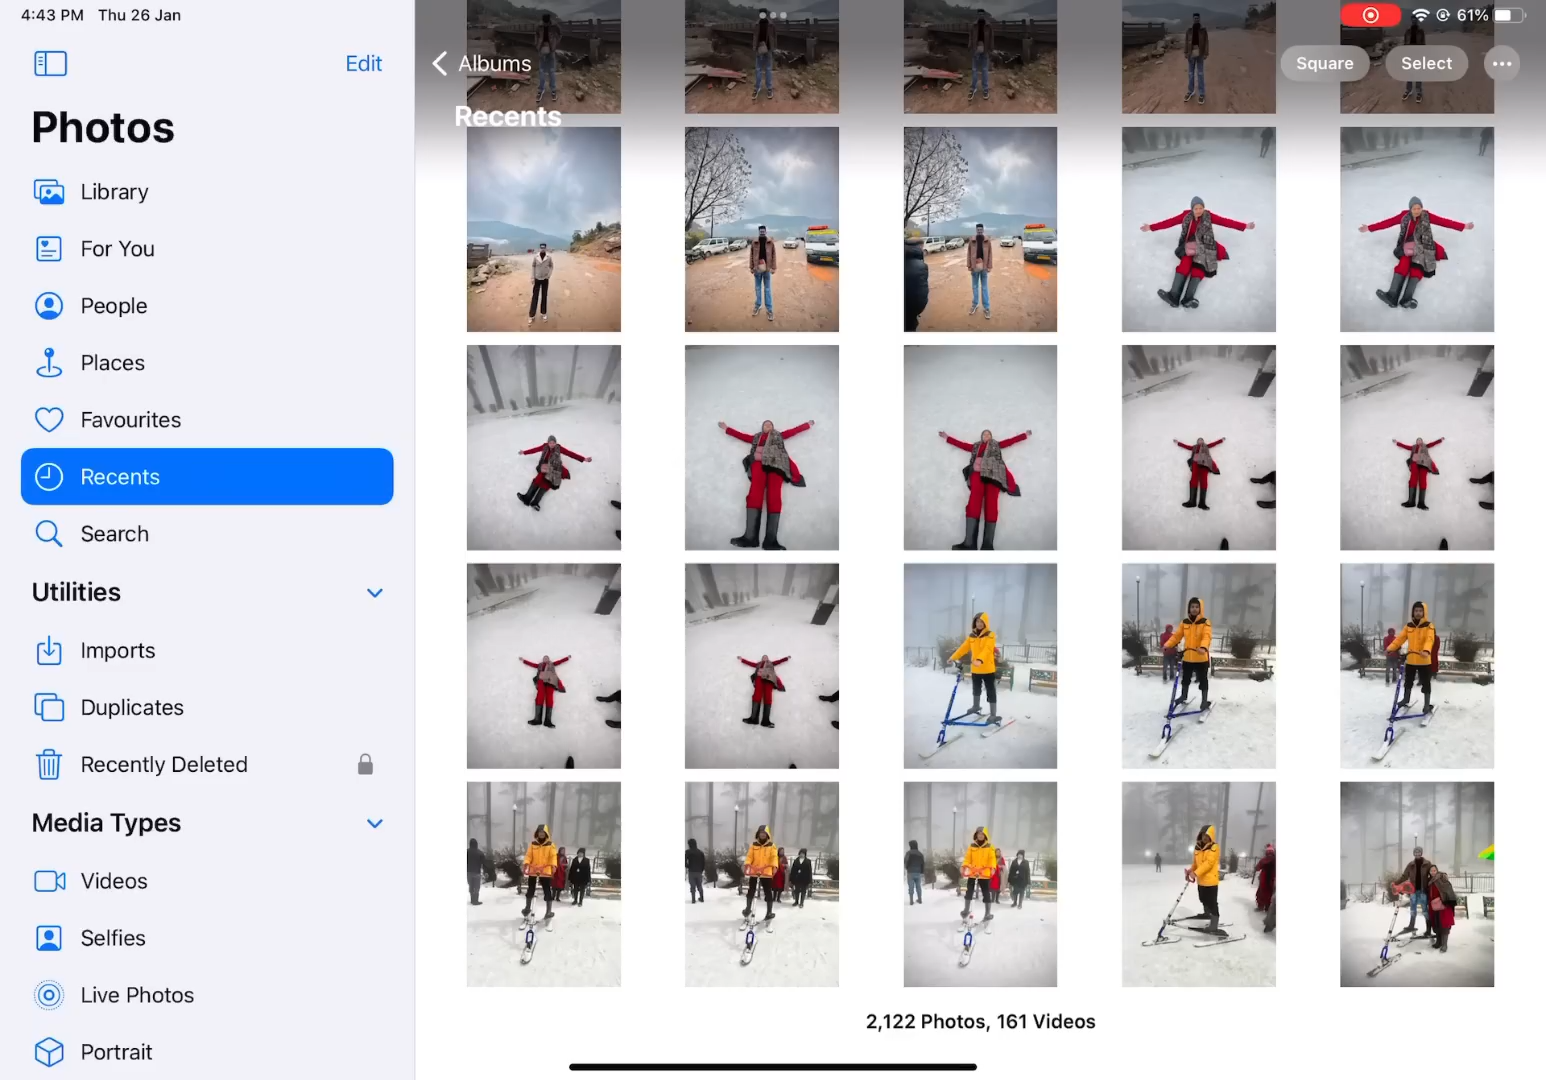 4:43 PM Thu 26 Jan
61%
Edit
Albums
Square
Select
Recents
Photos
Library
For You
People
Places
Favourites
Recents
Search
Utilities
Imports
Duplicates
Recently Deleted
Media Types
Videos
Selfies
Live Photos
Portrait
2,122 Photos, 161 Videos